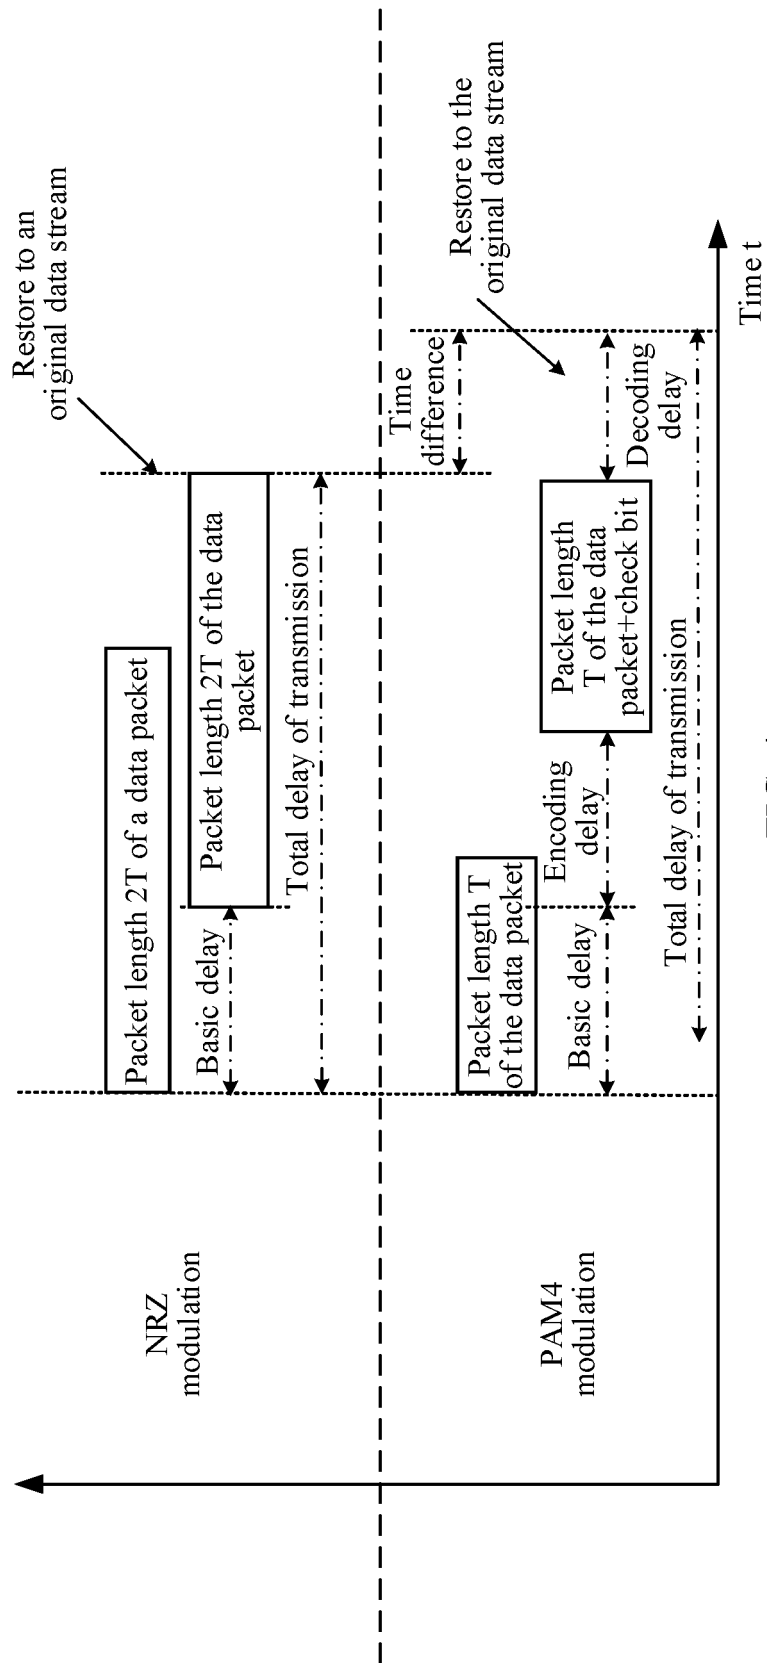 NRZ
modulation
Packet length 2T of a data packet
Restore to an
original data stream
Basic delay
Packet length 2T of the data
packet
Total delay of transmission
PAM4
modulation
Packet length T
of the data packet
Time
difference
Restore to the
original data stream
Basic delay
Encoding
delay
Packet length
T of the data
packet+check bit
Decoding
delay
Total delay of transmission
Time t